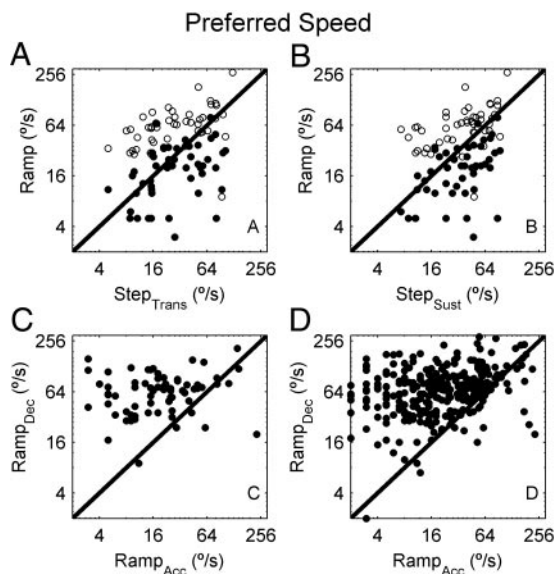 Preferred Speed
A
B
256
64
16
4
Ramp (º/s)
4 16 64 256
Step_Trans (º/s)
A
256
64
16
4
Ramp (º/s)
4 16 64 256
Step_Sust (º/s)
B
C
D
256
64
16
4
Ramp_Dec (º/s)
4 16 64 256
Ramp_Acc (º/s)
C
256
64
16
4
Ramp_Dec (º/s)
4 16 64 256
Ramp_Acc (º/s)
D